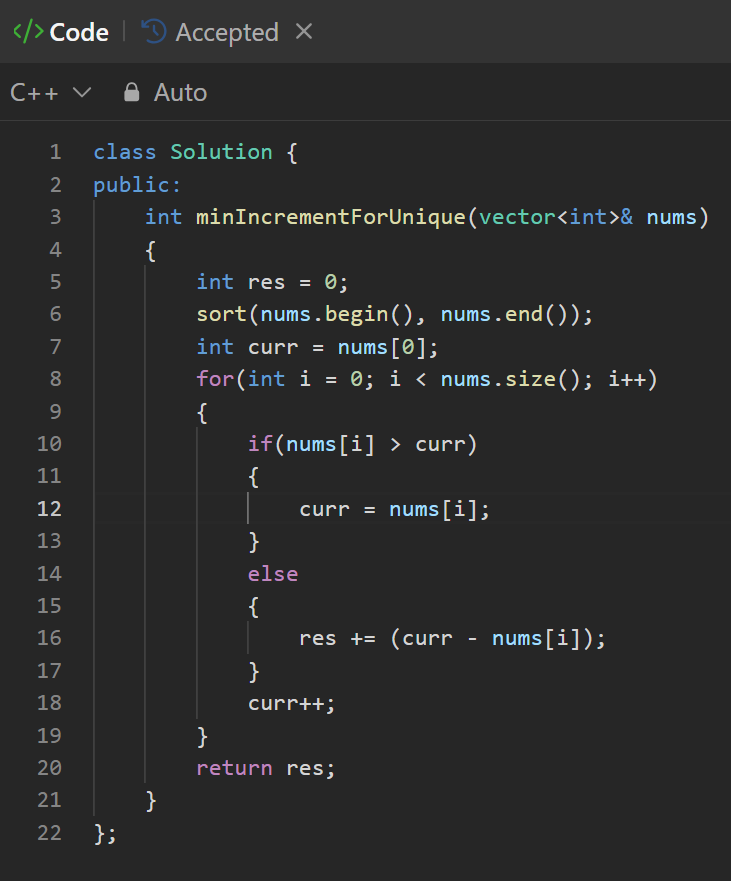 </> Code | Accepted ×
C++ Auto
1 class Solution {
2 public:
3     int minIncrementForUnique(vector<int>& nums)
4     {
5         int res = 0;
6         sort(nums.begin(), nums.end());
7         int curr = nums[0];
8         for(int i = 0; i < nums.size(); i++)
9         {
10             if(nums[i] > curr)
11             {
12                 curr = nums[i];
13             }
14             else
15             {
16                 res += (curr - nums[i]);
17             }
18             curr++;
19         }
20         return res;
21     }
22 };